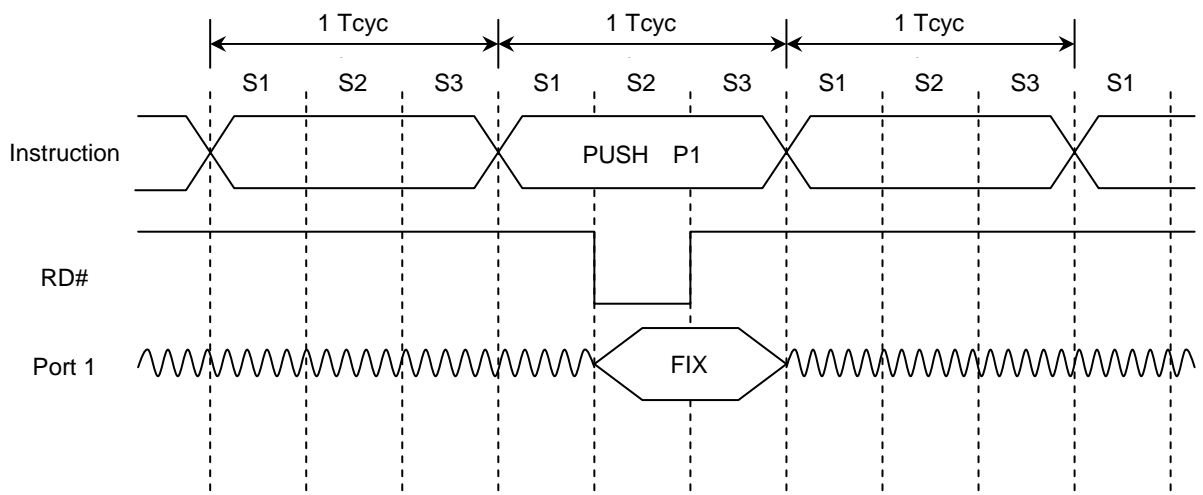 1 Tcyc 1 Tcyc 1 Tcyc
S1 S2 S3 S1 S2 S3 S1 S2 S3 S1
Instruction PUSH P1
RD#
Port 1 FIX